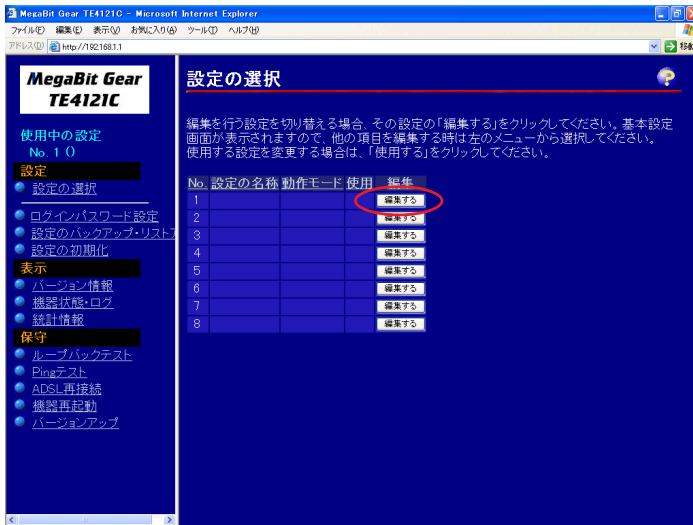 MegaBit Gear TE4121C - Microsoft Internet Explorer
ファイル(F) 編集(E) 表示(V) お気に入り(A) ツール(T) ヘルプ(H)
アドレス(D) http://192.168.1.1 移動
MegaBit Gear
TE4121C
使用中の設定
No. 1 ()
設定
設定の選択
ログインパスワード設定
設定のバックアップ・リストア
設定の初期化
表示
バージョン情報
機器状態・ログ
統計情報
保守
ループバックテスト
Pingテスト
ADSL再接続
機器再起動
バージョンアップ
設定の選択
編集を行う設定を切り替える場合、その設定の「編集する」をクリックしてください。基本設定
画面が表示されますので、他の項目を編集する時は左のメニューから選択してください。
使用する設定を変更する場合は、「使用する」をクリックしてください。
No. 設定の名称 動作モード 使用 編集
1 編集する
2 編集する
3 編集する
4 編集する
5 編集する
6 編集する
7 編集する
8 編集する